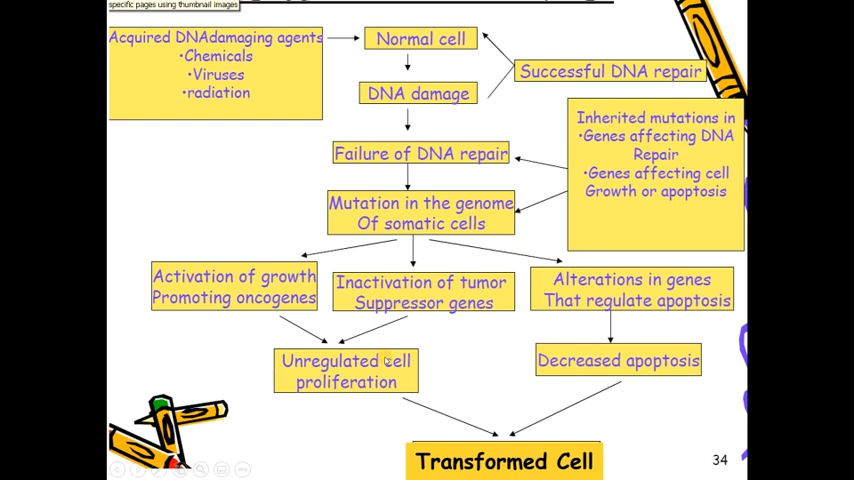 specific pages using thumbnail images
Acquired DNAdamaging agents
•Chemicals
•Viruses
•radiation
Normal cell
Successful DNA repair
DNA damage
Inherited mutations in
•Genes affecting DNA
Repair
•Genes affecting cell
Growth or apoptosis
Failure of DNA repair
Mutation in the genome
Of somatic cells
Activation of growth
Promoting oncogenes
Inactivation of tumor
Suppressor genes
Alterations in genes
That regulate apoptosis
Unregulated cell
proliferation
Decreased apoptosis
Transformed Cell
34